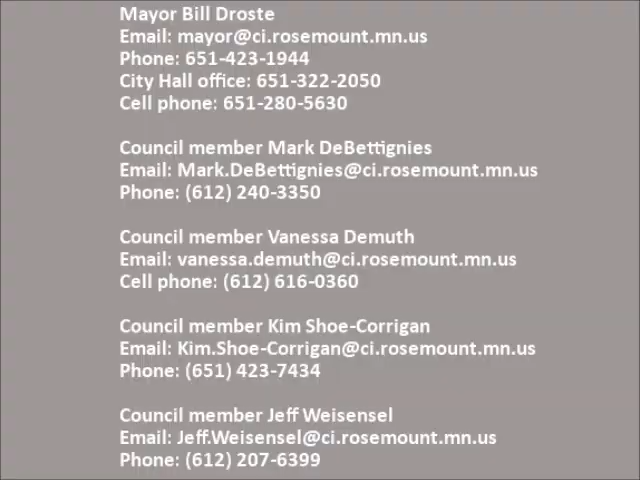 Mayor Bill Droste
Email: mayor@ci.rosemount.mn.us
Phone: 651-423-1944
City Hall office: 651-322-2050
Cell phone: 651-280-5630
Council member Mark DeBettignies
Email: Mark.DeBettignies@ci.rosemount.mn.us
Phone: (612) 240-3350
Council member Vanessa Demuth
Email: vanessa.demuth@ci.rosemount.mn.us
Cell phone: (612) 616-0360
Council member Kim Shoe-Corrigan
Email: Kim.Shoe-Corrigan@ci.rosemount.mn.us
Phone: (651) 423-7434
Council member Jeff Weisensel
Email: Jeff.Weisensel@ci.rosemount.mn.us
Phone: (612) 207-6399